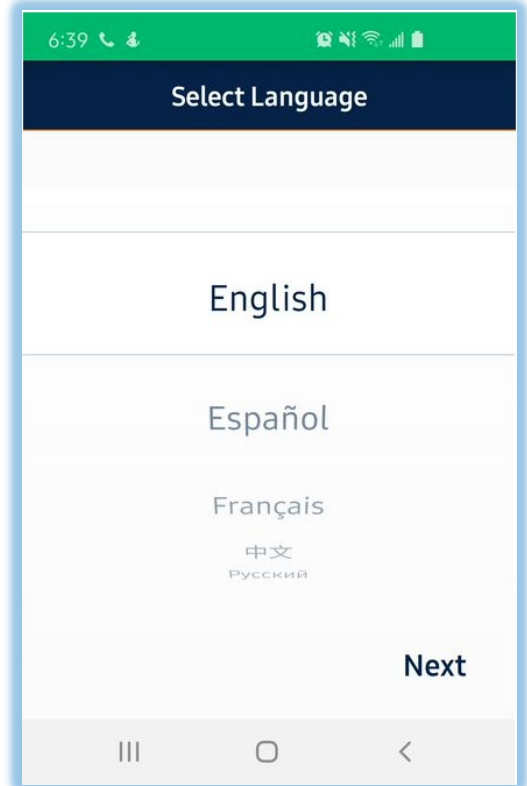 6:39
Select Language
English
Español
Français
中文
Русский
Next